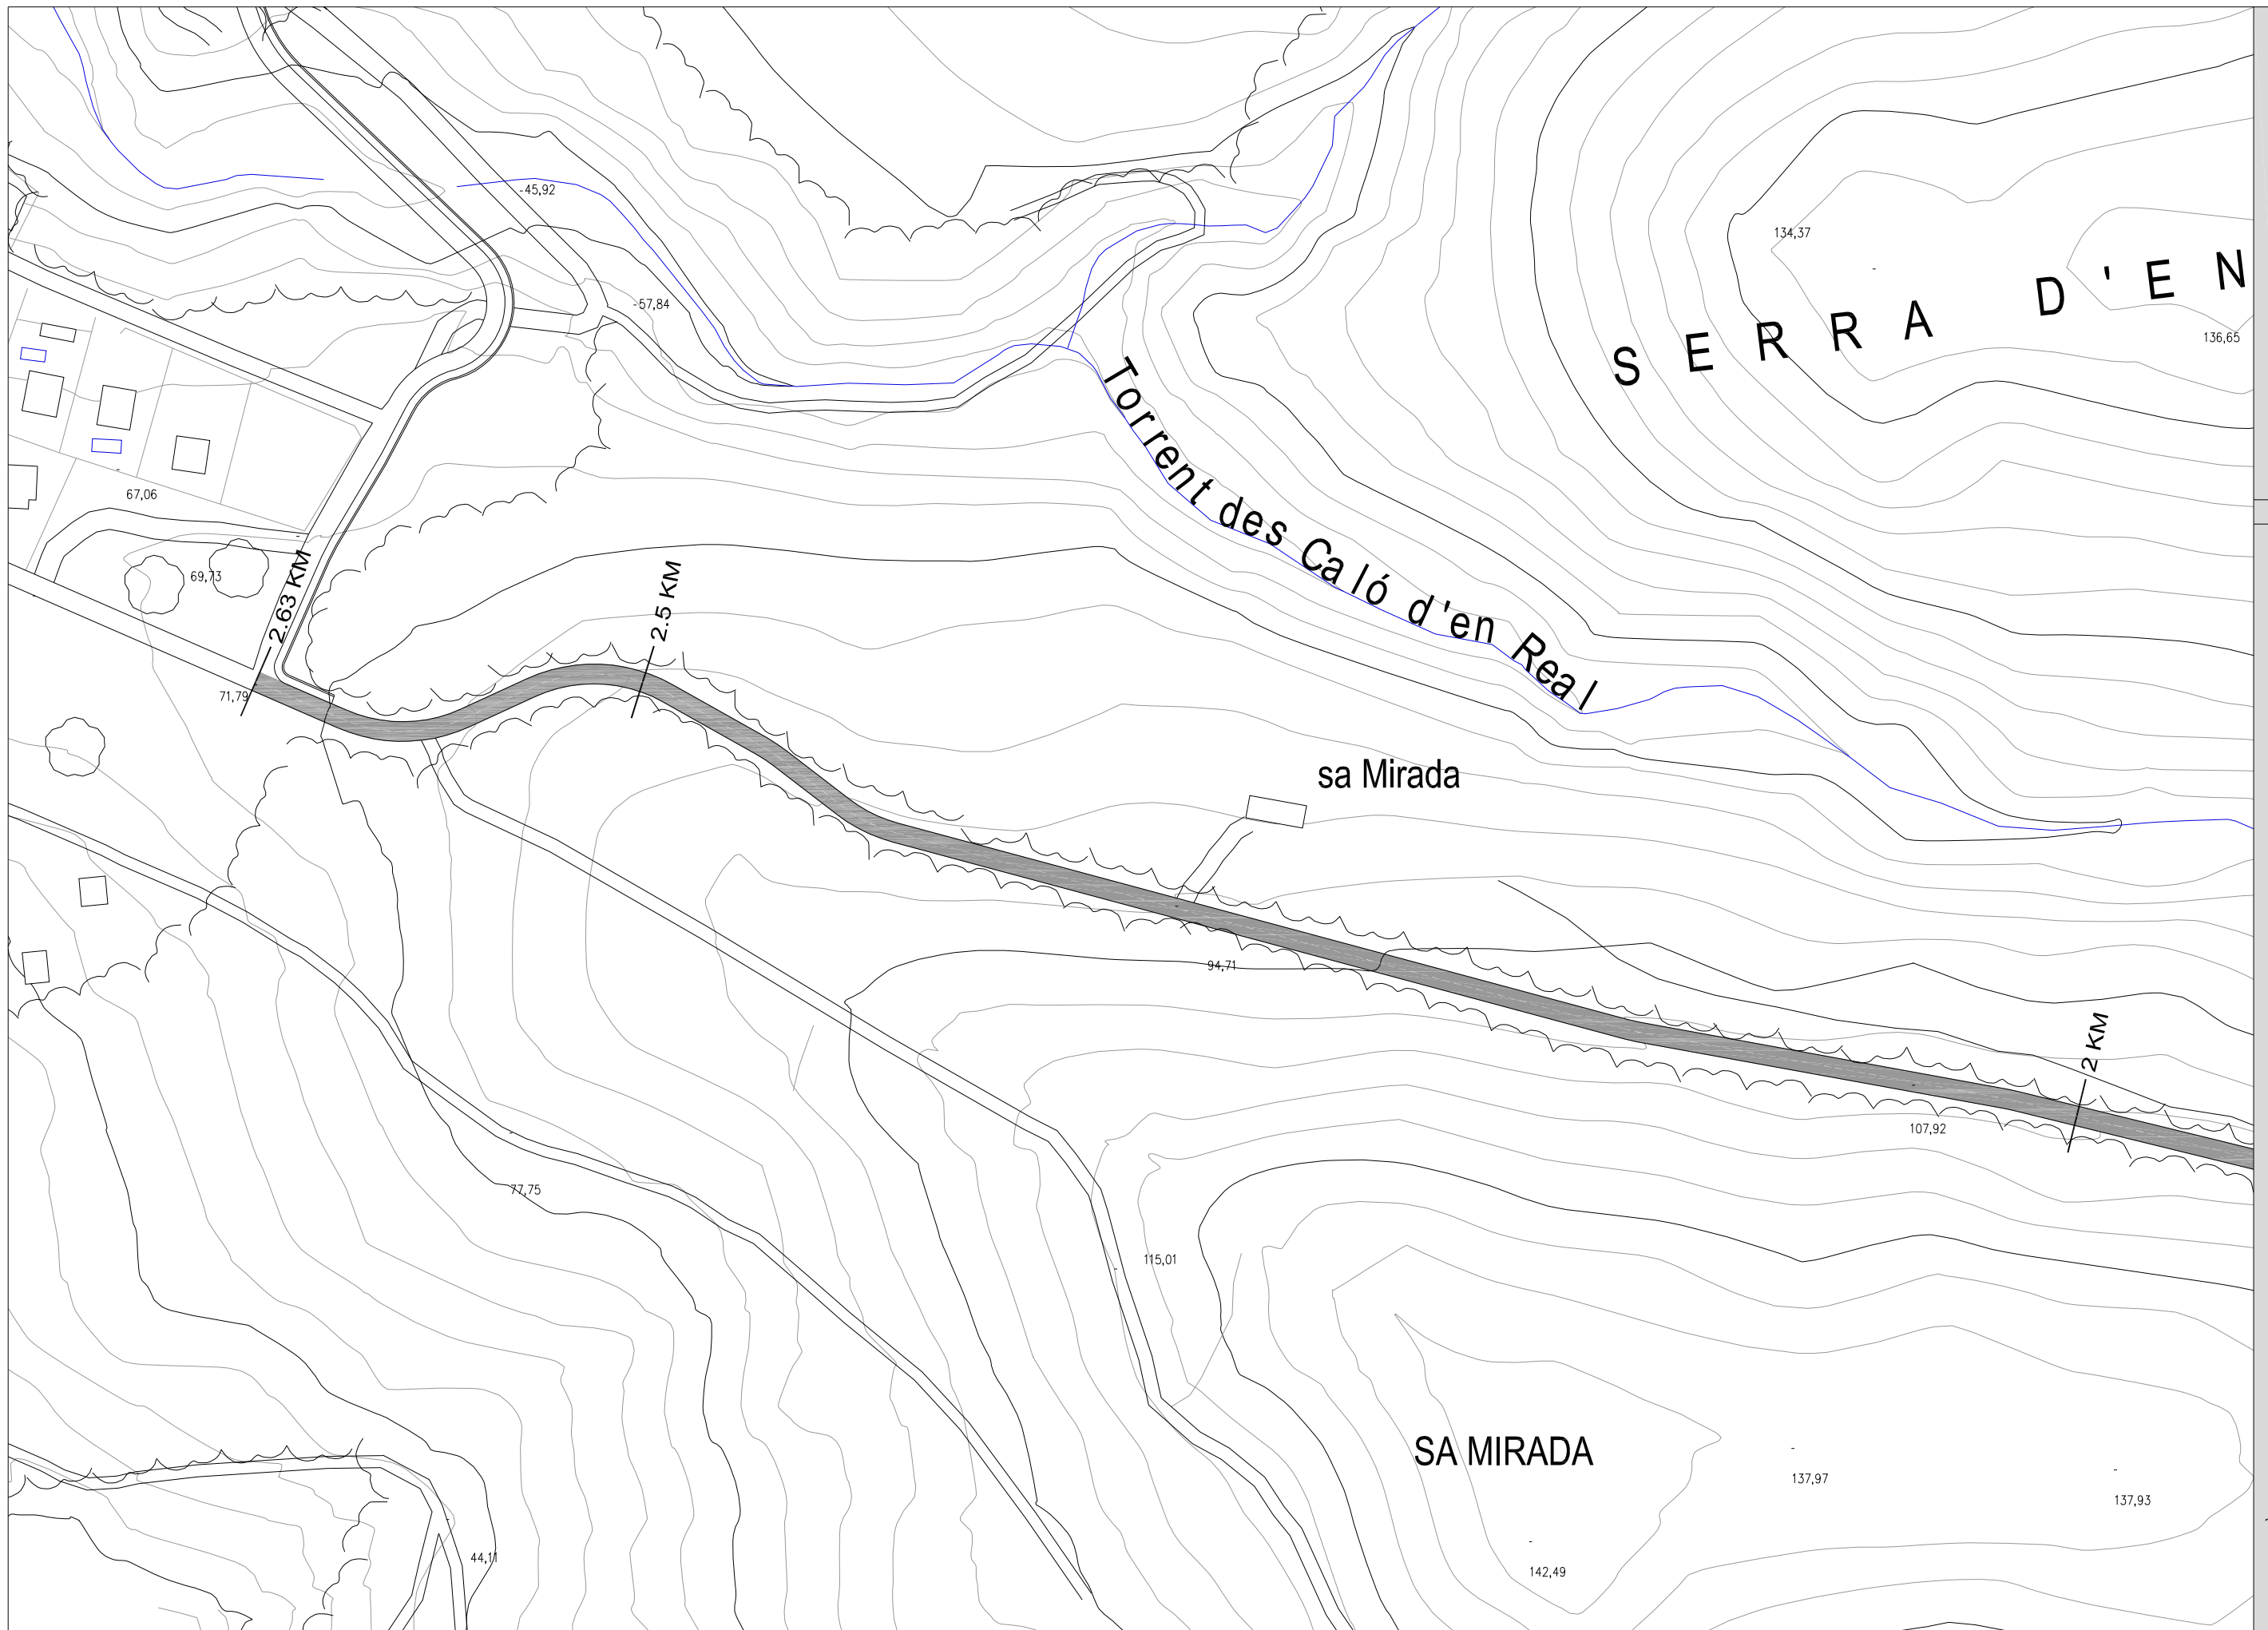 -45,92
134,37
SERRA D'EN
-57,84
136,65
Torrent des Caló d'en Real
67,06
69,73
2.63 KM
2.5 KM
71,79
sa Mirada
94,71
2 KM
107,92
77,75
115,01
SA MIRADA
137,97
137,93
142,49
44,11